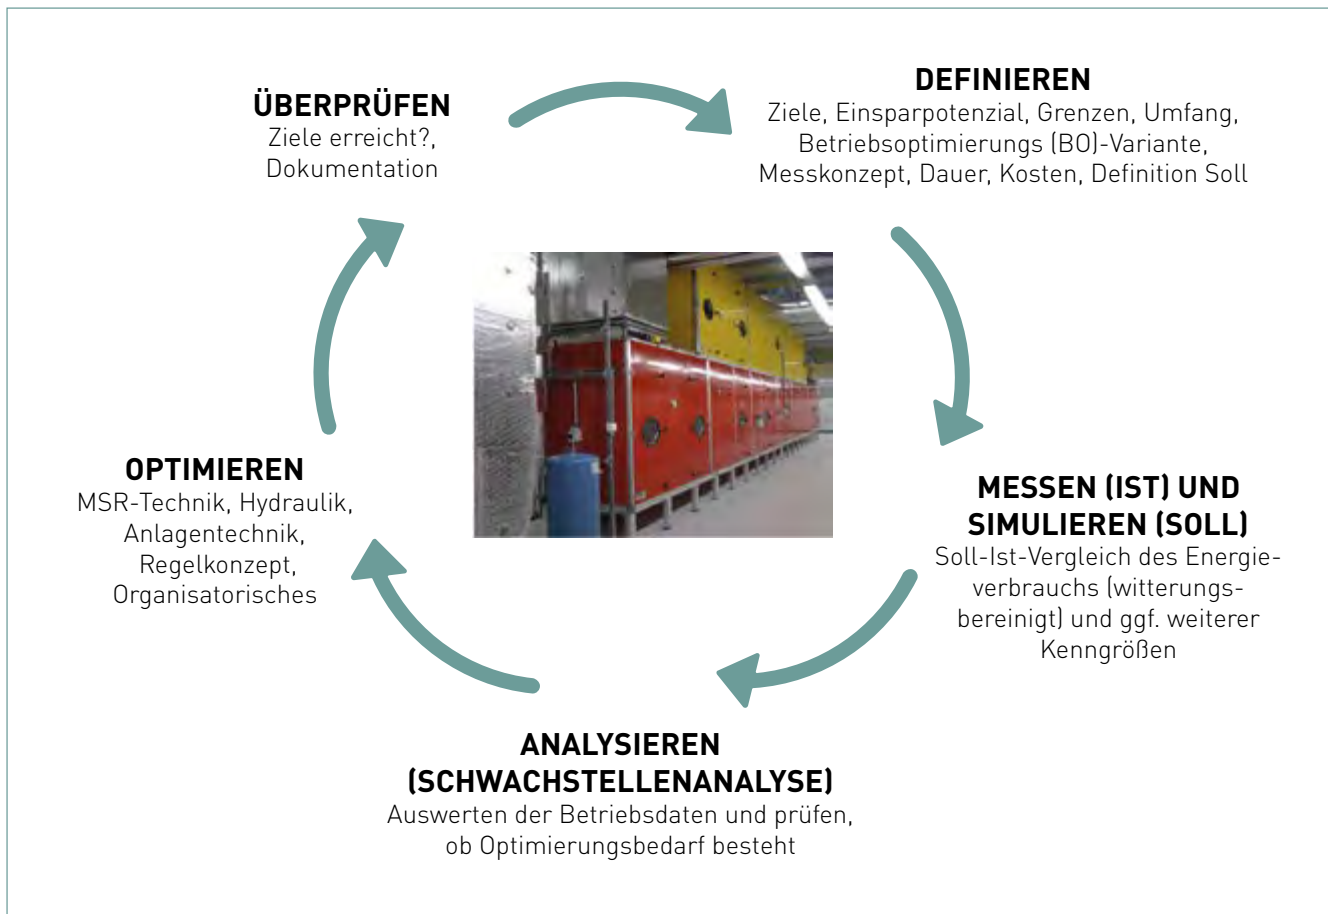 ÜBERPRÜFEN
Ziele erreicht?,
Dokumentation
DEFINIEREN
Ziele, Einsparpotenzial, Grenzen, Umfang,
Betriebsoptimierungs (BO)-Variante,
Messkonzept, Dauer, Kosten, Definition Soll
MESSEN (IST) UND
SIMULIEREN (SOLL)
Soll-Ist-Vergleich des Energie-
verbrauchs (witterungs-
bereinigt) und ggf. weiterer
Kenngrößen
ANALYSIEREN
(SCHWACHSTELLENANALYSE)
Auswerten der Betriebsdaten und prüfen,
ob Optimierungsbedarf besteht
OPTIMIEREN
MSR-Technik, Hydraulik,
Anlagentechnik,
Regelkonzept,
Organisatorisches